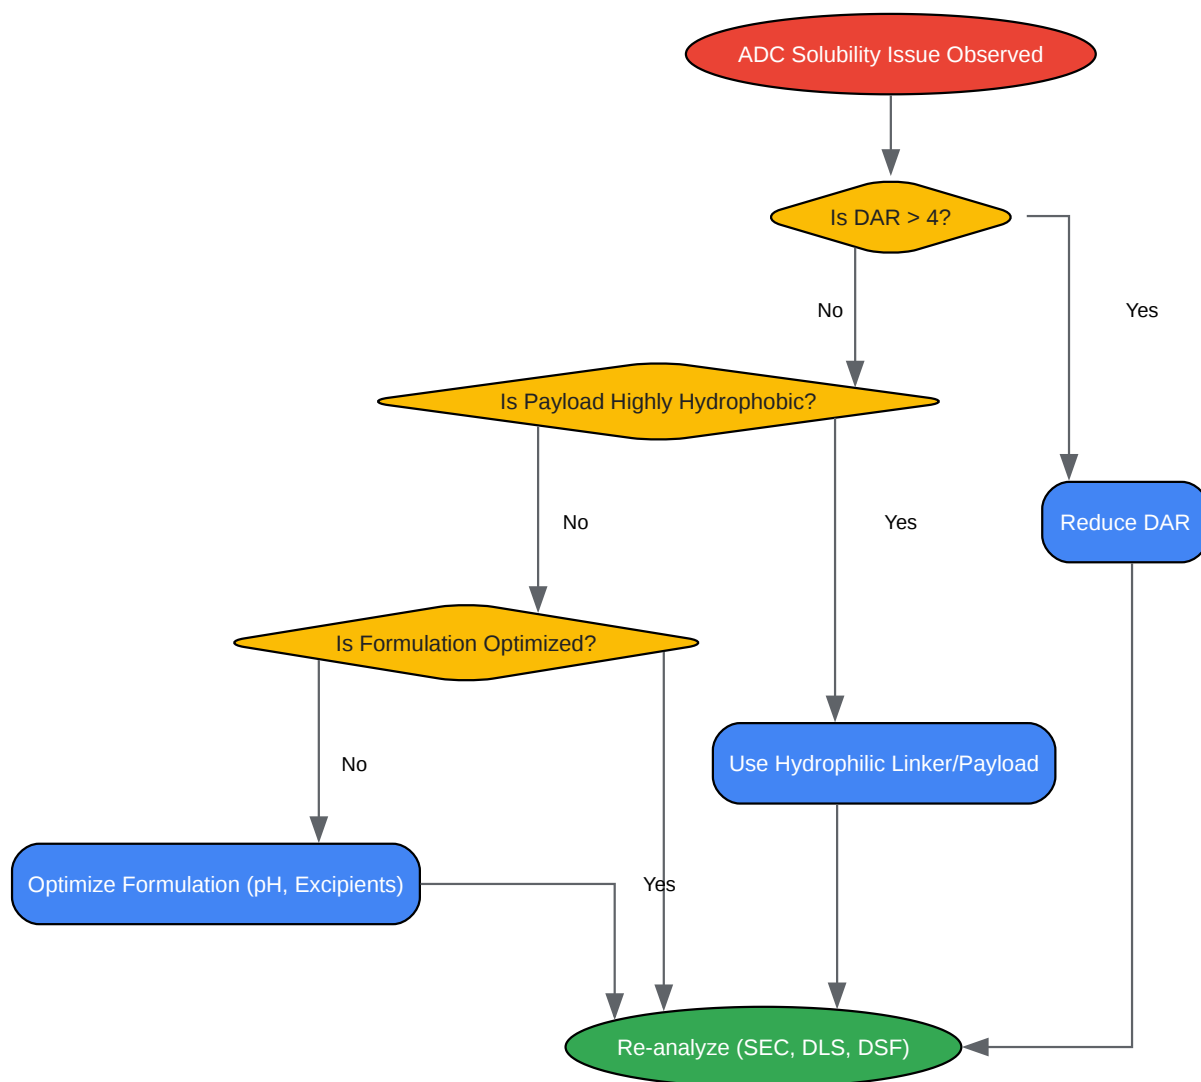 ADC Solubility Issue Observed
Is DAR > 4?
No
Yes
Is Payload Highly Hydrophobic?
No
Yes
Reduce DAR
Is Formulation Optimized?
No
Use Hydrophilic Linker/Payload
Optimize Formulation (pH, Excipients)
Yes
Re-analyze (SEC, DLS, DSF)